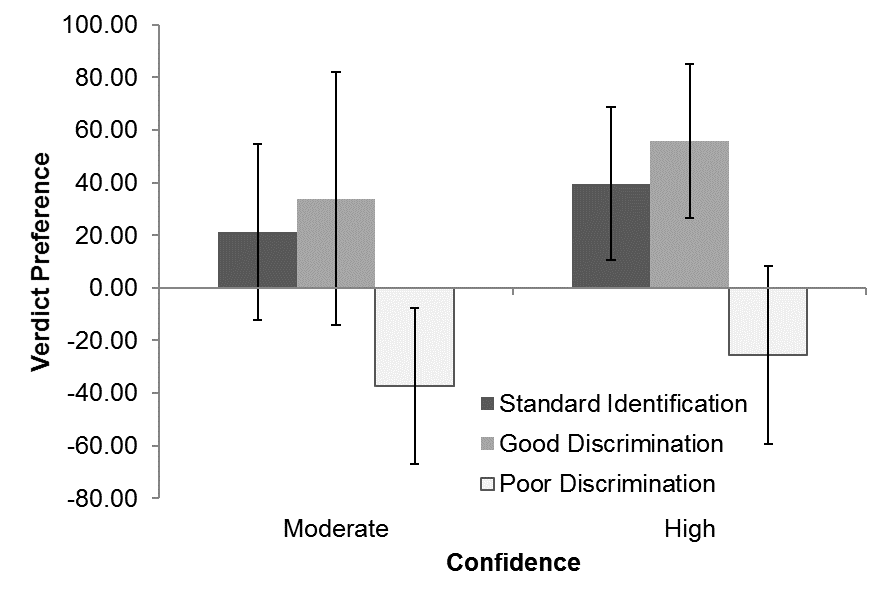 100.00
80.00
60.00
40.00
20.00
0.00
-20.00
-40.00
-60.00
-80.00
Verdict Preference
Standard Identification
Good Discrimination
Poor Discrimination
Moderate
High
Confidence